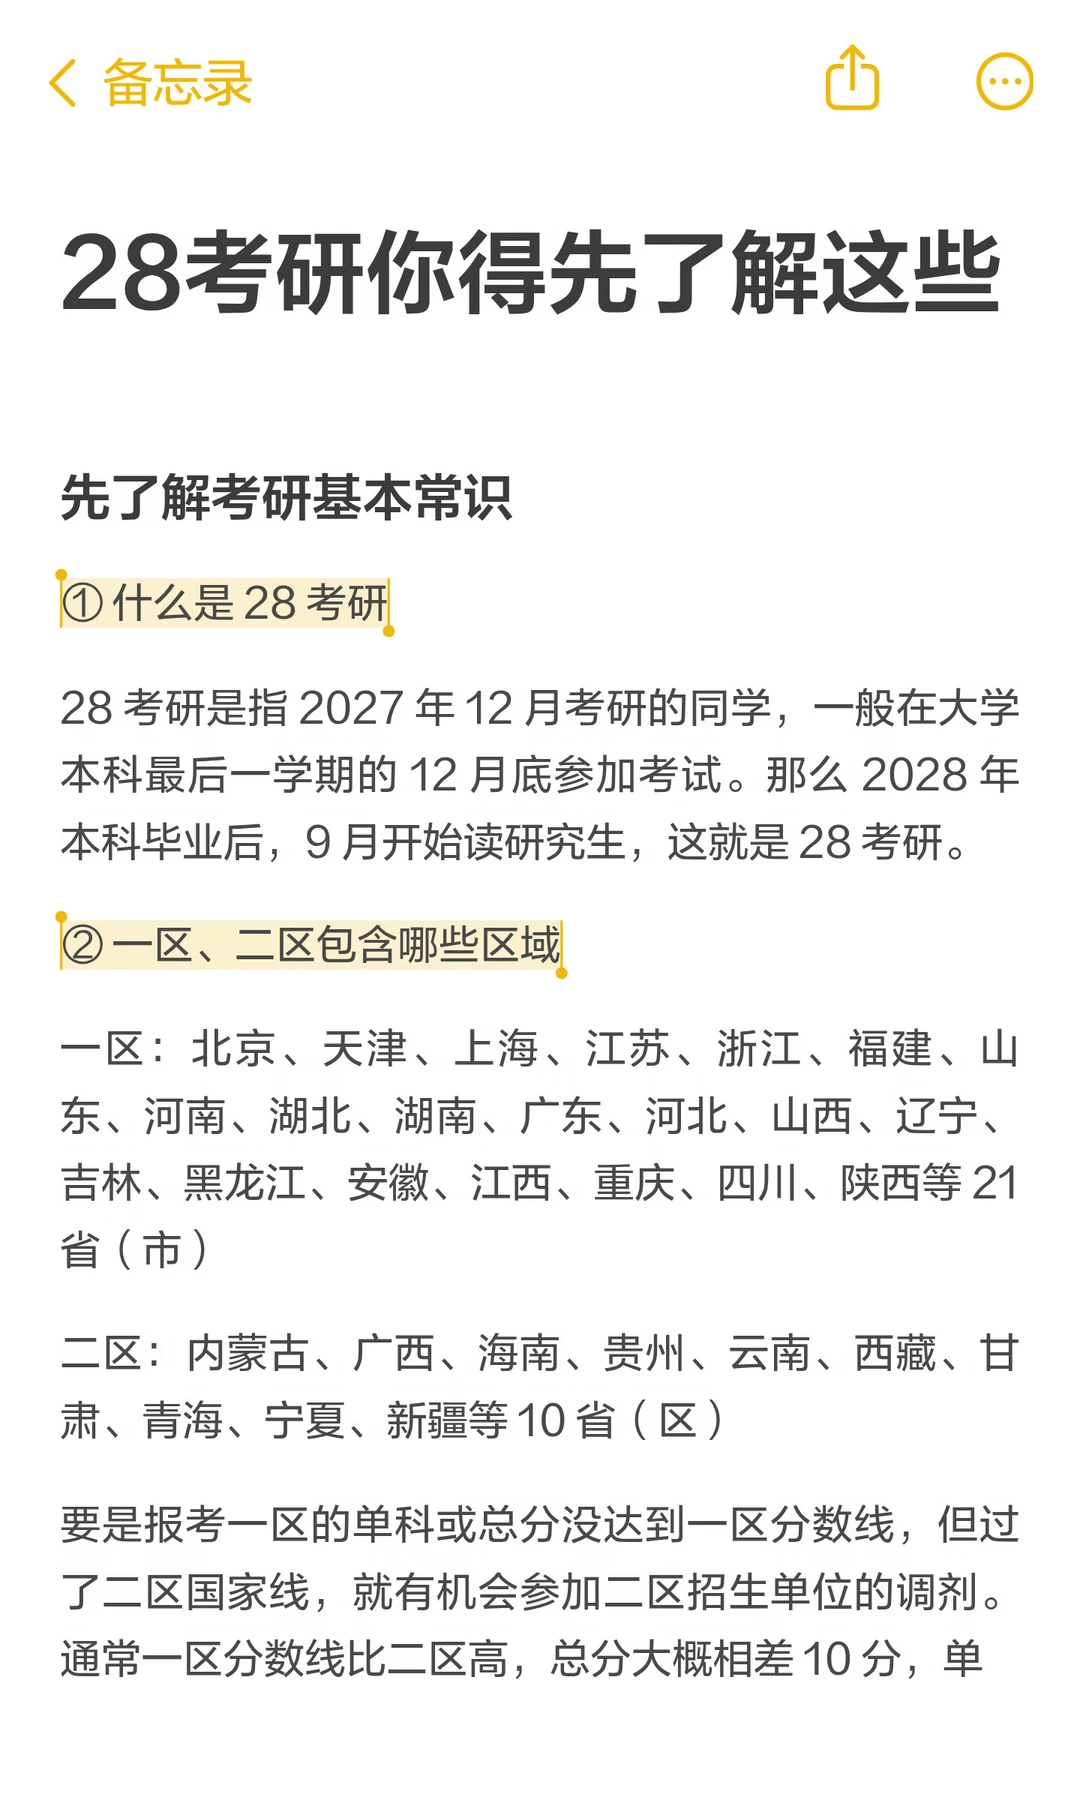 备忘录
28考研你得先了解这些
先了解考研基本常识
① 什么是 28 考研
28 考研是指 2027 年 12 月考研的同学，一般在大学
本科最后一学期的 12 月底参加考试。那么 2028 年
本科毕业后，9 月开始读研究生，这就是 28 考研。
② 一区、二区包含哪些区域
一区：北京、天津、上海、江苏、浙江、福建、山
东、河南、湖北、湖南、广东、河北、山西、辽宁、
吉林、黑龙江、安徽、江西、重庆、四川、陕西等 21
省（市）
二区：内蒙古、广西、海南、贵州、云南、西藏、甘
肃、青海、宁夏、新疆等 10 省（区）
要是报考一区的单科或总分没达到一区分数线，但过
了二区国家线，就有机会参加二区招生单位的调剂。
通常一区分数线比二区高，总分大概相差 10 分，单